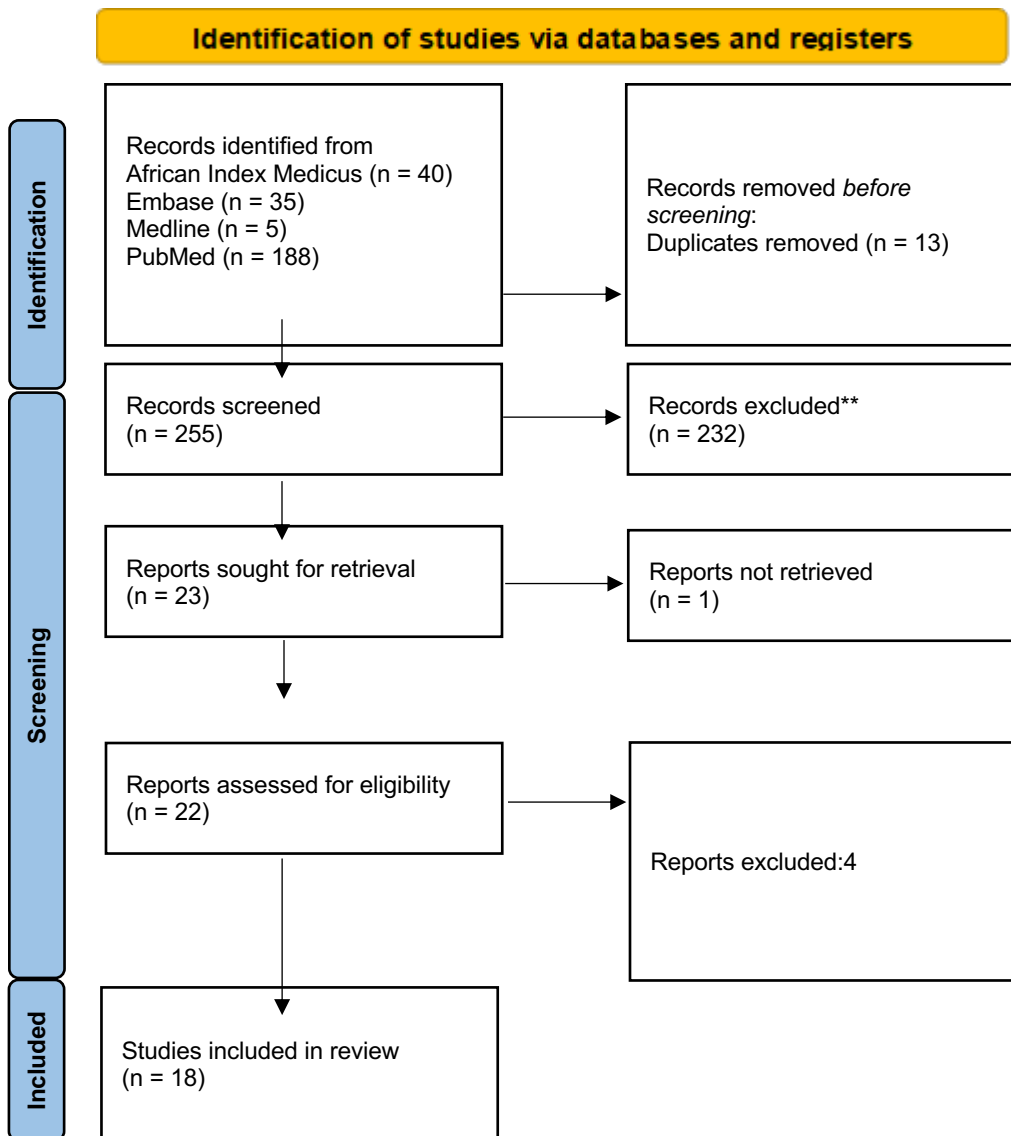 Identification of studies via databases and registers
Identification
Records identified from
African Index Medicus (n = 40)
Embase (n = 35)
Medline (n = 5)
PubMed (n = 188)
Records removed before
screening:
Duplicates removed (n = 13)
Screening
Records screened
(n = 255)
Records excluded**
(n = 232)
Reports sought for retrieval
(n = 23)
Reports not retrieved
(n = 1)
Reports assessed for eligibility
(n = 22)
Reports excluded:4
Included
Studies included in review
(n = 18)